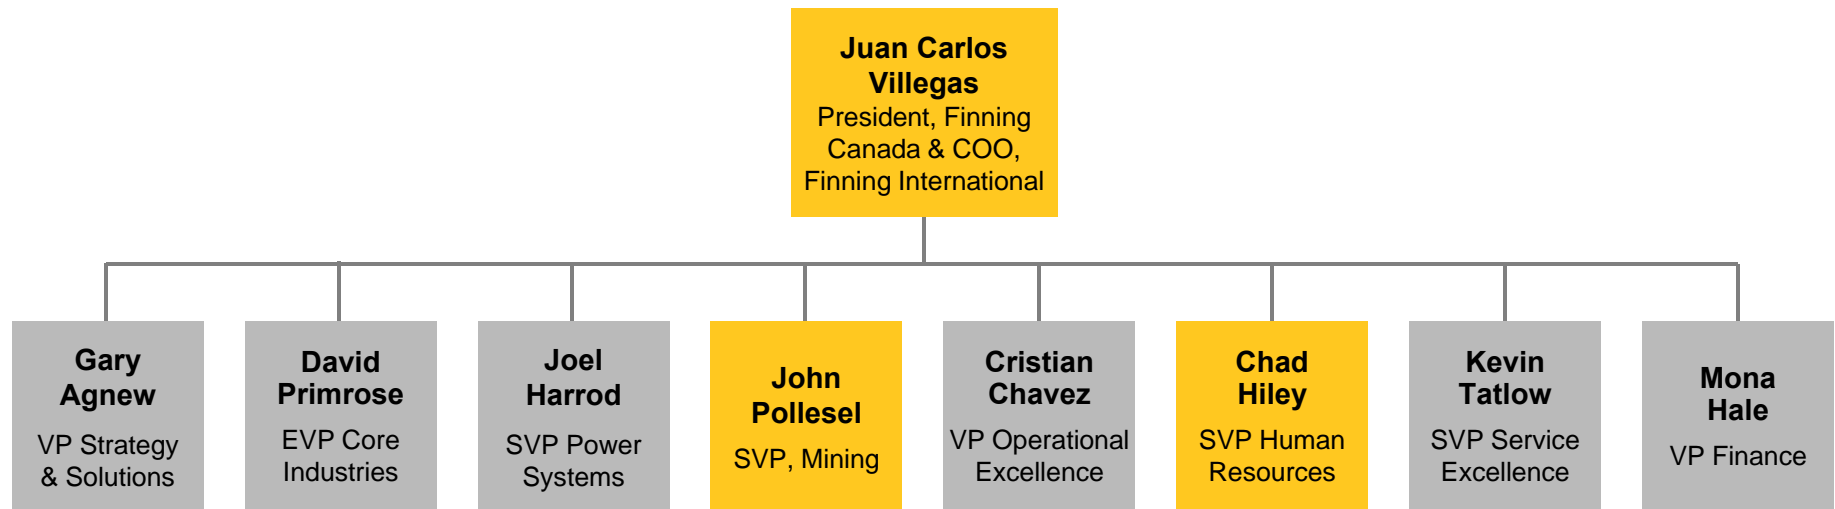 Juan Carlos
Villegas
President, Finning
Canada & COO,
Finning International
Gary
Agnew
VP Strategy
& Solutions
David
Primrose
EVP Core
Industries
Joel
Harrod
SVP Power
Systems
John
Pollesel
SVP, Mining
Cristian
Chavez
VP Operational
Excellence
Chad
Hiley
SVP Human
Resources
Kevin
Tatlow
SVP Service
Excellence
Mona
Hale
VP Finance